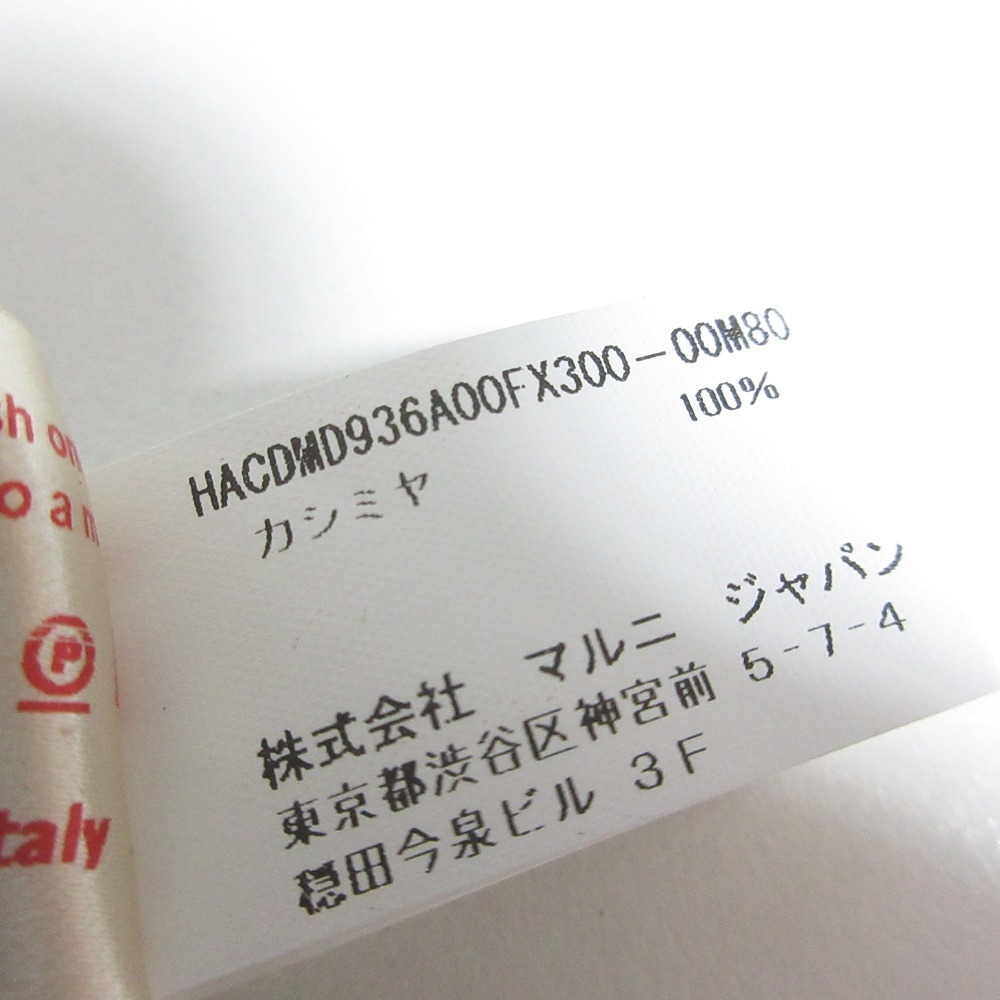 HACDMD936A00FX300-00M80
カシミヤ 100%
株式会社 マルニ ジャパン
東京都渋谷区神宮前 5-7-4
穏田今泉ビル 3F
on
o a
P
taly